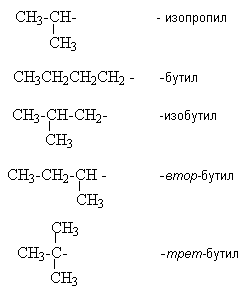 CH3-CH- - изопропил
CH3
CH3CH2CH2CH2 - -бутил
CH3-CH-CH2- -изобутил
CH3
CH3-CH2-CH - -втор-бутил
CH3
CH3
CH3-C- -трет-бутил
CH3